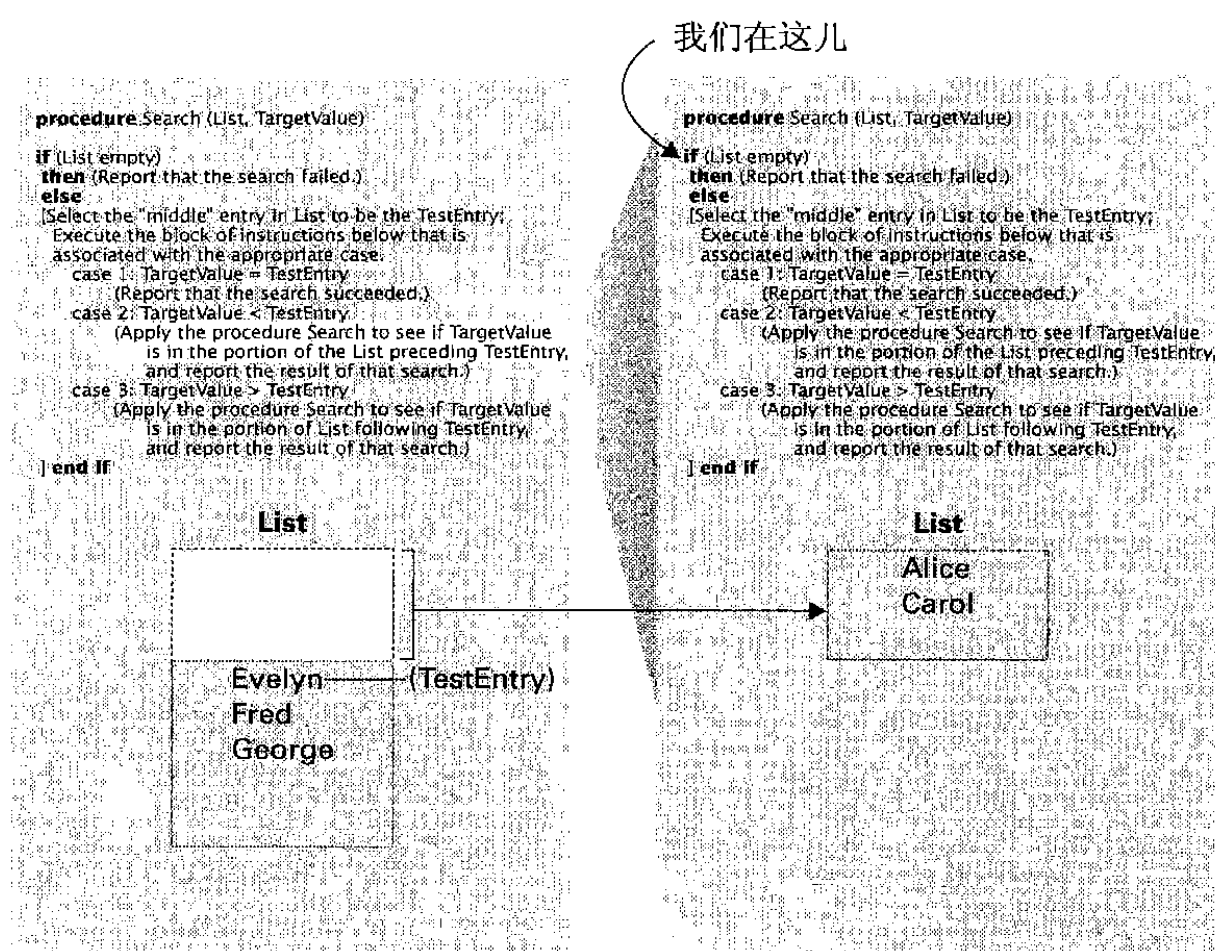 我们在这儿
procedure Search (List, TargetValue)
if (List empty)
then (Report that the search failed.)
else
[Select the "middle" entry in List to be the TestEntry;
Execute the block of instructions below that is
associated with the appropriate case.
case 1: TargetValue = TestEntry
(Report that the search succeeded.)
case 2: TargetValue < TestEntry
(Apply the procedure Search to see if TargetValue
is in the portion of the List preceding TestEntry,
and report the result of that search.)
case 3: TargetValue > TestEntry
(Apply the procedure Search to see if TargetValue
is in the portion of List following TestEntry,
and report the result of that search.)
] end if
List
Evelyn (TestEntry)
Fred
George
procedure Search (List, TargetValue)
if (List empty)
then (Report that the search failed.)
else
[Select the "middle" entry in List to be the TestEntry;
Execute the block of instructions below that is
associated with the appropriate case.
case 1: TargetValue = TestEntry
(Report that the search succeeded.)
case 2: TargetValue < TestEntry
(Apply the procedure Search to see if TargetValue
is in the portion of the List preceding TestEntry,
and report the result of that search.)
case 3: TargetValue > TestEntry
(Apply the procedure Search to see if TargetValue
is in the portion of List following TestEntry,
and report the result of that search.)
] end if
List
Alice
Carol